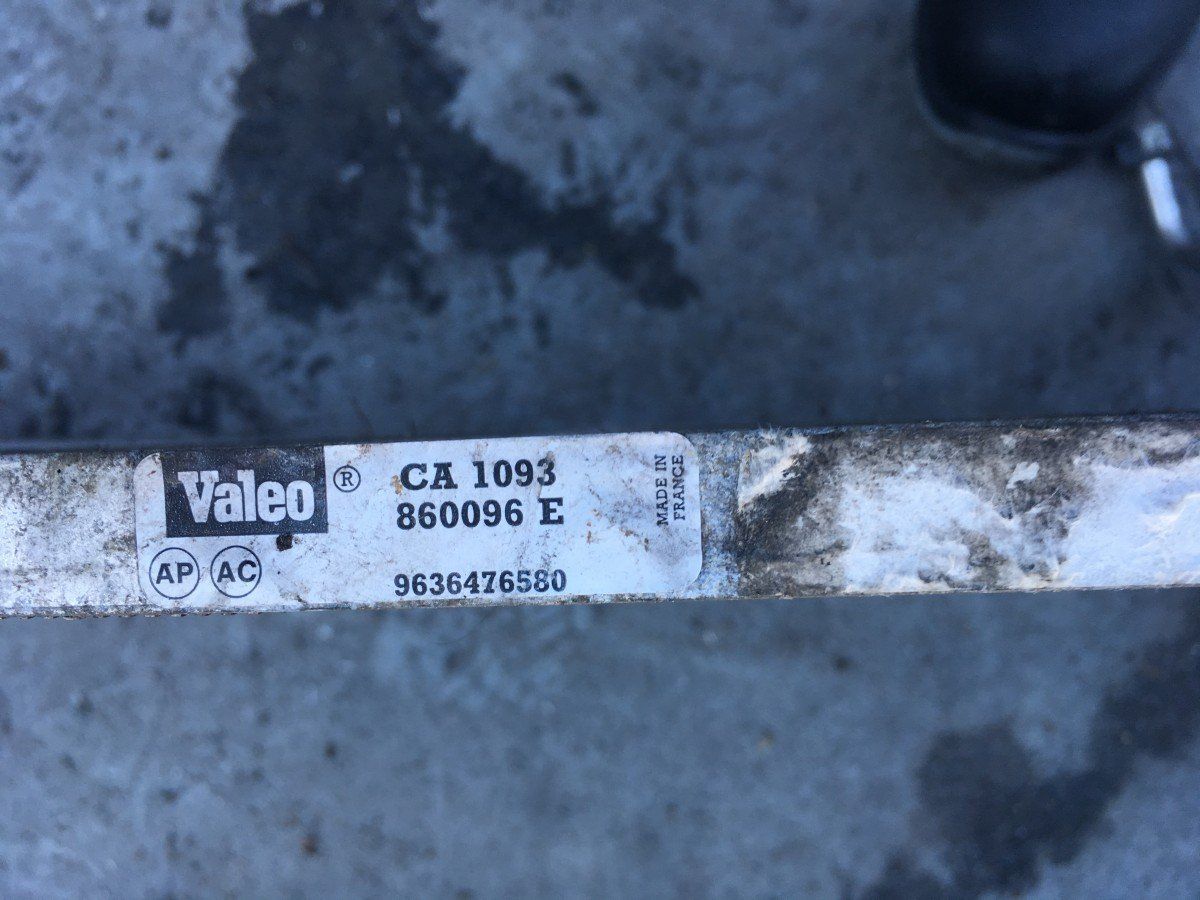 Valeo ®
CA 1093
860096 E
MADE IN
FRANCE
AP AC
9636476580